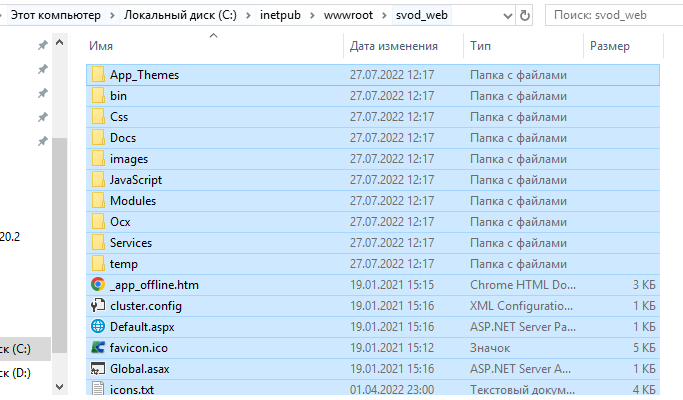 Этот компьютер > Локальный диск (C:) > inetpub > wwwroot > svod_web
Поиск: svod_web
Имя Дата изменения Тип Размер
App_Themes 27.07.2022 12:17 Папка с файлами
bin 27.07.2022 12:17 Папка с файлами
Css 27.07.2022 12:17 Папка с файлами
Docs 27.07.2022 12:17 Папка с файлами
images 27.07.2022 12:17 Папка с файлами
JavaScript 27.07.2022 12:17 Папка с файлами
Modules 27.07.2022 12:17 Папка с файлами
Ocx 27.07.2022 12:17 Папка с файлами
20.2
Services 27.07.2022 12:17 Папка с файлами
temp 27.07.2022 12:17 Папка с файлами
_app_offline.htm 19.01.2021 15:15 Chrome HTML Do... 3 КБ
cluster.config 19.01.2021 15:16 XML Configuratio... 1 КБ
Default.aspx 19.01.2021 15:16 ASP.NET Server Pa... 1 КБ
ск (C:)
favicon.ico 19.01.2021 15:12 Значок 5 КБ
ск (D:)
Global.asax 19.01.2021 15:16 ASP.NET Server A... 1 КБ
icons.txt 01.04.2022 23:00 Текстовый докум... 4 КБ